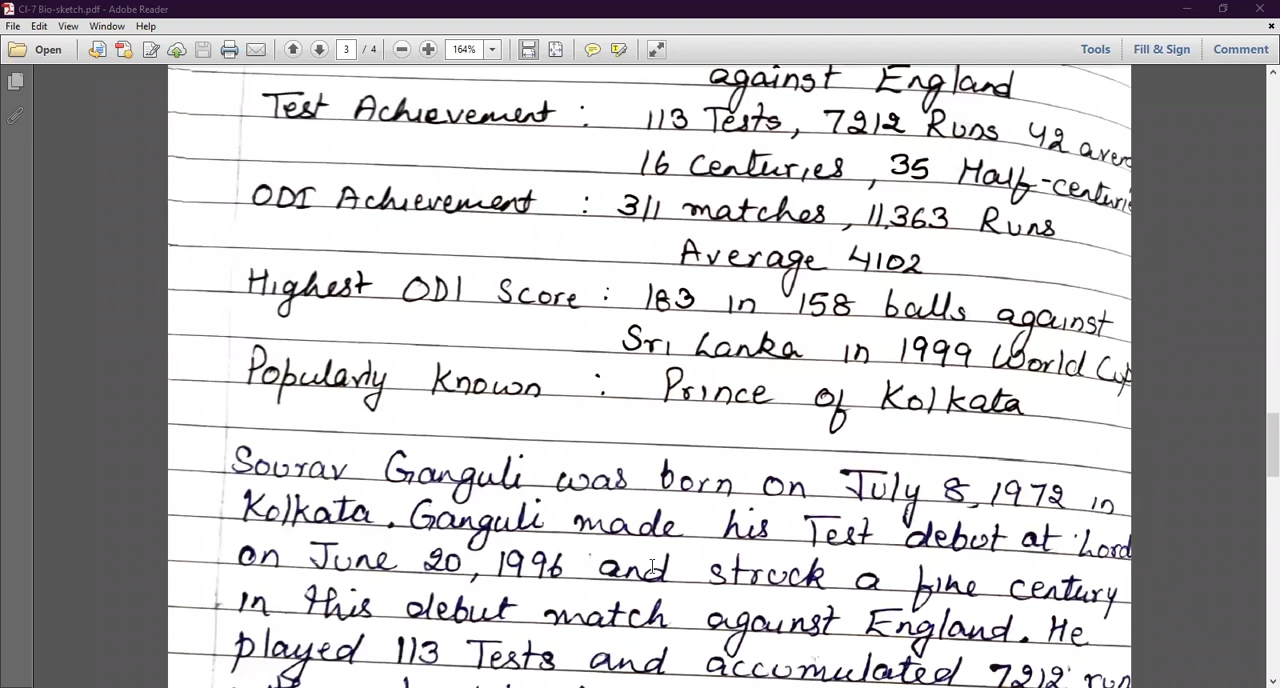 Cl-7 Bio-sketch.pdf - Adobe Reader
File Edit View Window Help
Open 3 / 4 164% Tools Fill & Sign Comment
against England
Test Achievement : 113 Tests, 7212 Runs 42 aver
16 centuries, 35 Half-centurie
ODI Achievement : 311 matches, 11,363 Runs
Average 4102
Highest ODI Score : 183 in 158 balls against
Sri Lanka in 1999 World Cup
Popularly Known : Prince of Kolkata
Sourav Ganguli was born on July 8, 1972 in
Kolkata. Ganguli made his Test debut at Lord
on June 20, 1996 and struck a fine century
in this debut match against England. He
played 113 Tests and accumulated 7212 run